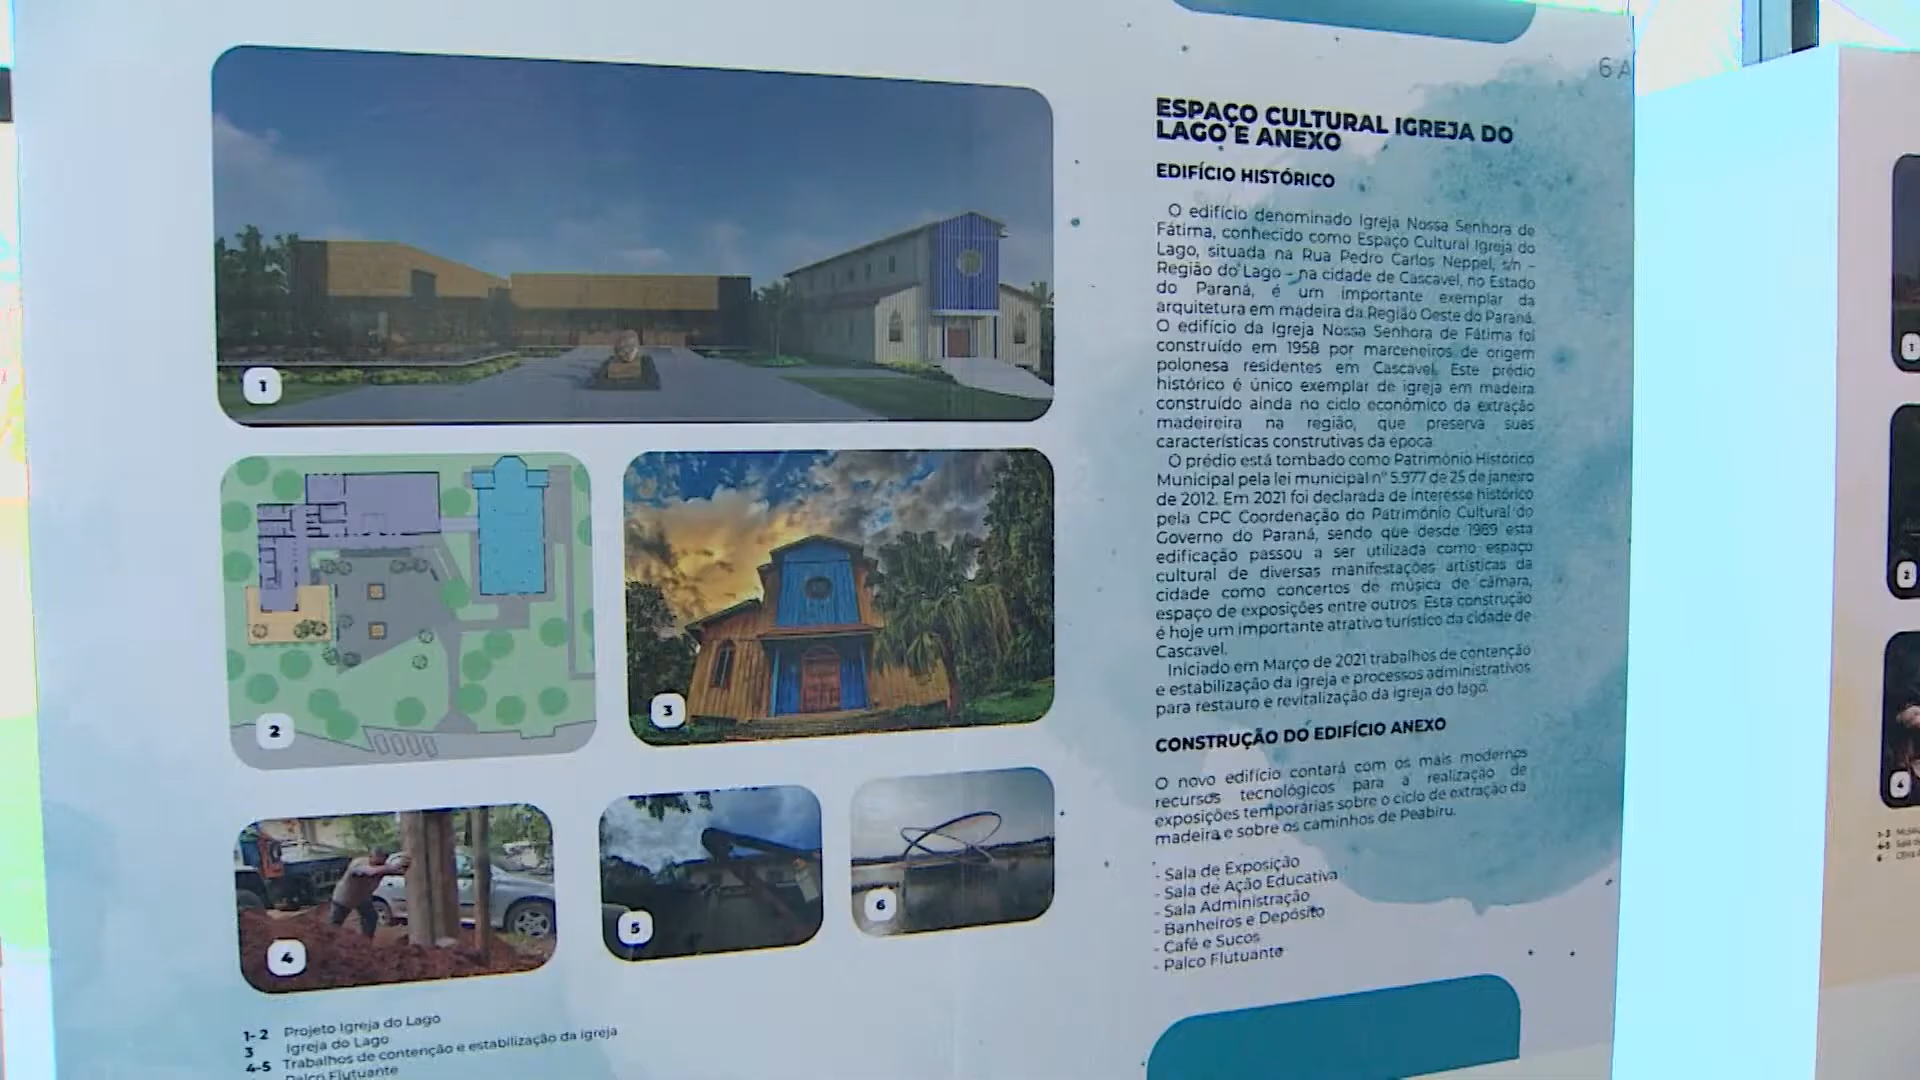 6 A
ESPAÇO CULTURAL IGREJA DO
LAGO E ANEXO
EDIFÍCIO HISTÓRICO
O edifício denominado Igreja Nossa Senhora de
Fátima, conhecido como Espaço Cultural Igreja do
Lago, situada na Rua Pedro Carlos Neppel, s/n -
Região do Lago - na cidade de Cascavel, no Estado
do Paraná, é um importante exemplar da
arquitetura em madeira da Região Oeste do Paraná.
O edifício da Igreja Nossa Senhora de Fátima foi
construído em 1958 por marceneiros de origem
polonesa residentes em Cascavel. Este prédio
histórico é único exemplar de igreja em madeira
construído ainda no ciclo econômico da extração
madeireira na região, que preserva suas
características construtivas da época.
O prédio está tombado como Patrimônio Histórico
Municipal pela lei municipal nº 5.977 de 25 de janeiro
de 2012. Em 2021 foi declarada de interesse histórico
pela CPC Coordenação do Patrimônio Cultural do
Governo do Paraná, sendo que desde 1989 esta
edificação passou a ser utilizada como espaço
cultural de diversas manifestações artísticas da
cidade como concertos de música de câmara,
espaço de exposições entre outros. Esta construção
é hoje um importante atrativo turístico da cidade de
Cascavel.
Iniciado em Março de 2021 trabalhos de contenção
e estabilização da igreja e processos administrativos
para restauro e revitalização da igreja do lago.
CONSTRUÇÃO DO EDIFÍCIO ANEXO
O novo edifício contará com os mais modernos
recursos tecnológicos para a realização de
exposições temporárias sobre o ciclo de extração da
madeira e sobre os caminhos de Peabiru.
- Sala de Exposição
- Sala de Ação Educativa
- Sala Administração
- Banheiros e Depósito
- Café e Sucos
- Palco Flutuante
1
2
3
4
5
6
1- 2 Projeto Igreja do Lago
3 Igreja do Lago
4-5 Trabalhos de contenção e estabilização da igreja
Palco Flutuante
1
2
4
1-3
4-5
6